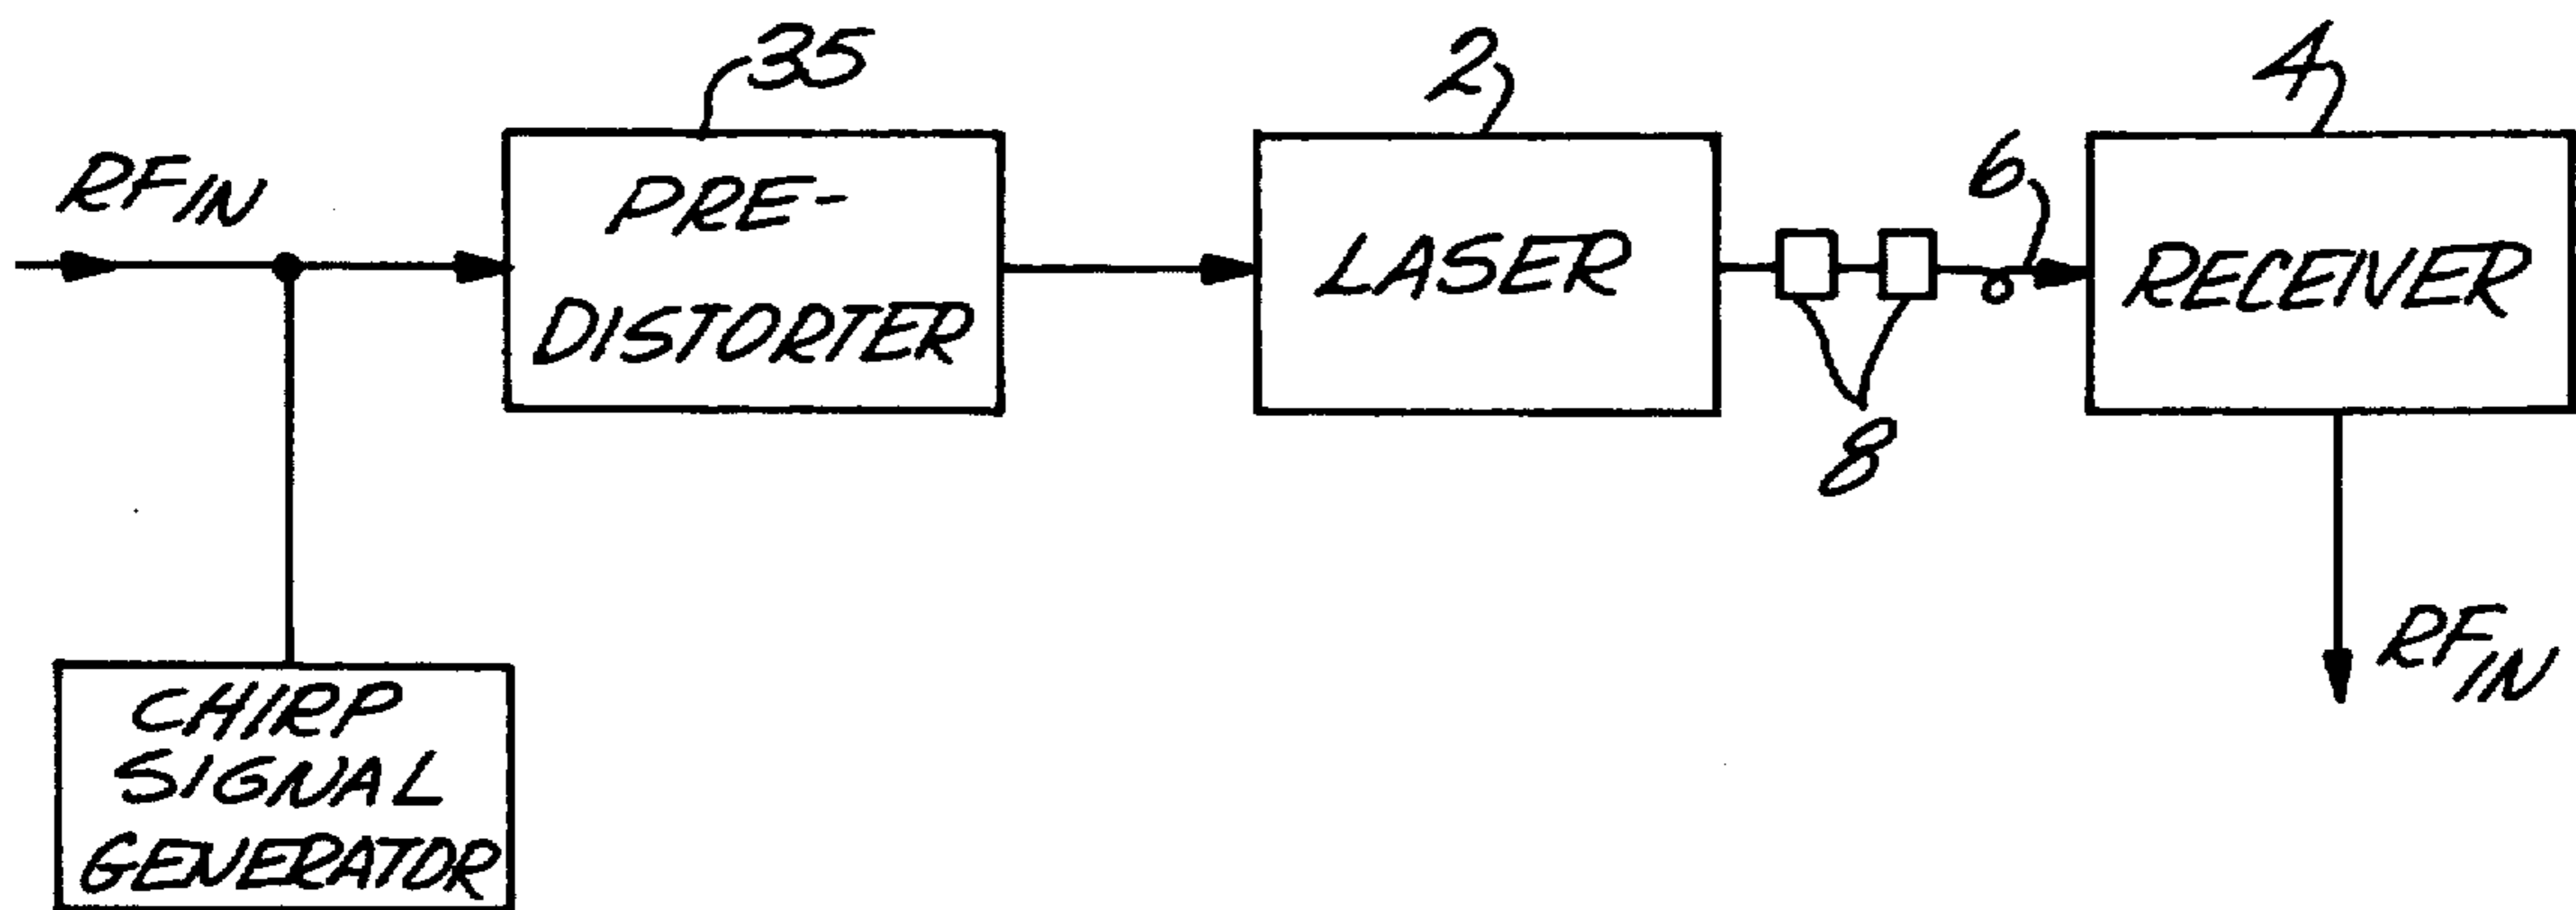 35
2
4
RFIN
PRE-
DISTORTER
LASER
6
RECEIVER
8
RFIN
CHIRP
SIGNAL
GENERATOR